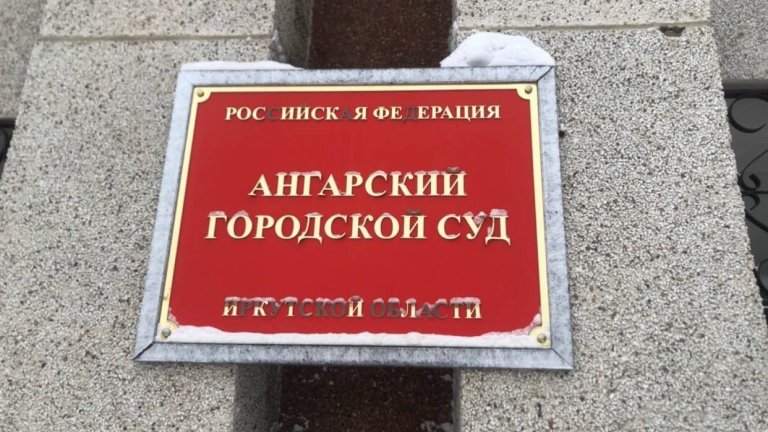 РОССИЙСКАЯ ФЕДЕРАЦИЯ
АНГАРСКИЙ
ГОРОДСКОЙ СУД
ИРКУТСКОЙ ОБЛАСТИ